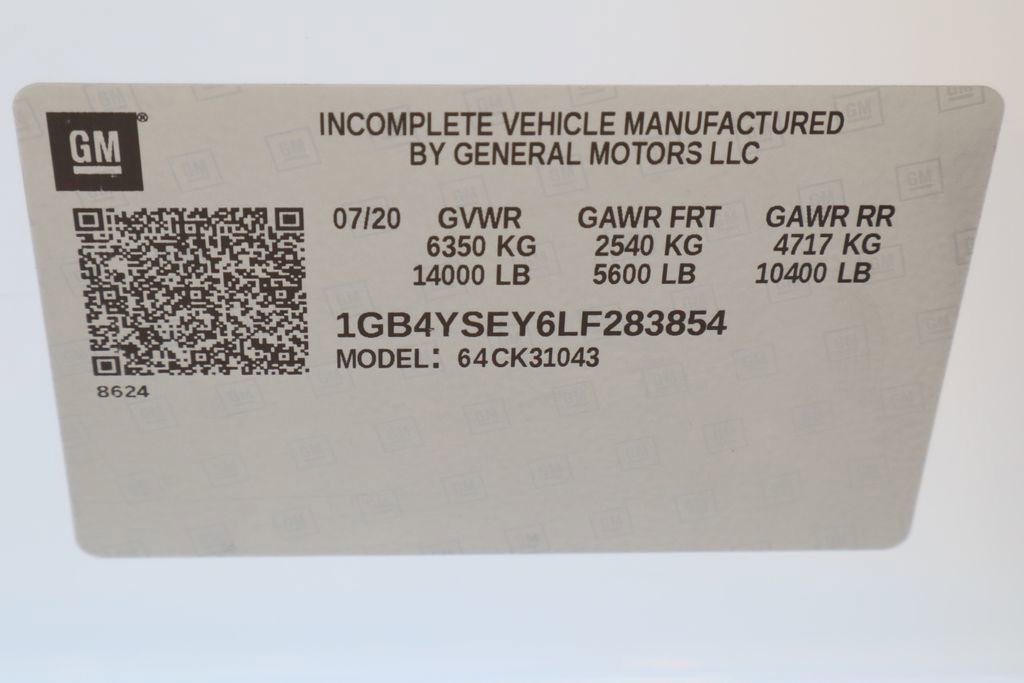 GM®
INCOMPLETE VEHICLE MANUFACTURED
BY GENERAL MOTORS LLC
07/20 GVWR GAWR FRT GAWR RR
6350 KG 2540 KG 4717 KG
14000 LB 5600 LB 10400 LB
1GB4YSEY6LF283854
MODEL: 64CK31043
8624